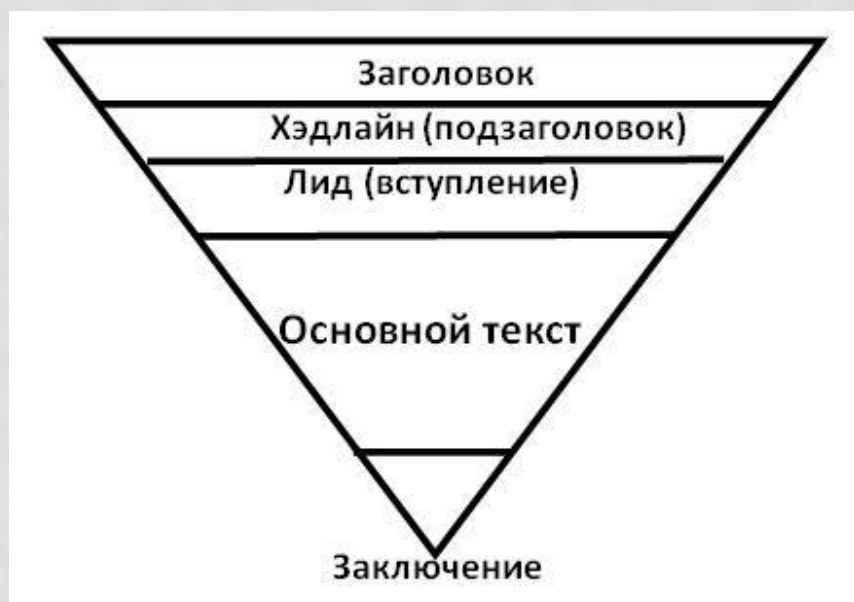 Заголовок
Хэдлайн (подзаголовок)
Лид (вступление)
Основной текст
Заключение